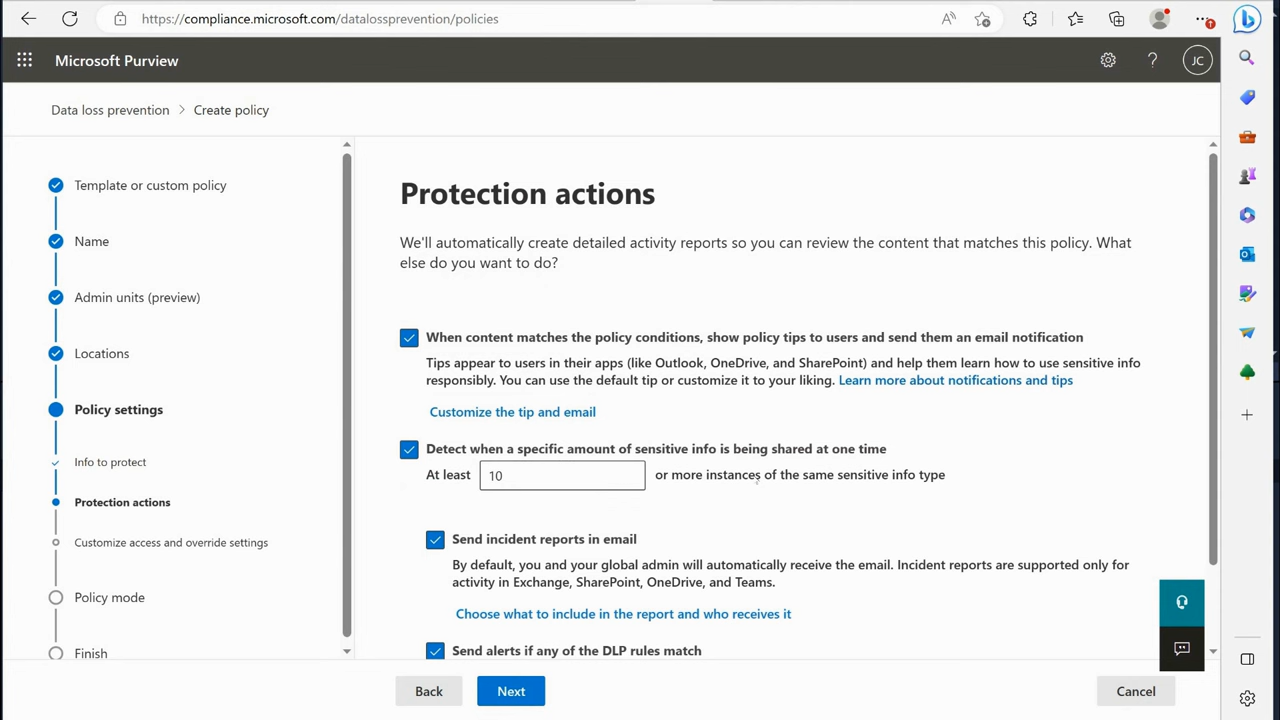 https://compliance.microsoft.com/datalossprevention/policies
Microsoft Purview
JC
Data loss prevention > Create policy
Template or custom policy
Name
Admin units (preview)
Locations
Policy settings
Info to protect
Protection actions
Customize access and override settings
Policy mode
Finish
Protection actions
We'll automatically create detailed activity reports so you can review the content that matches this policy. What
else do you want to do?
When content matches the policy conditions, show policy tips to users and send them an email notification
Tips appear to users in their apps (like Outlook, OneDrive, and SharePoint) and help them learn how to use sensitive info
responsibly. You can use the default tip or customize it to your liking. Learn more about notifications and tips
Customize the tip and email
Detect when a specific amount of sensitive info is being shared at one time
At least 10 or more instances of the same sensitive info type
Send incident reports in email
By default, you and your global admin will automatically receive the email. Incident reports are supported only for
activity in Exchange, SharePoint, OneDrive, and Teams.
Choose what to include in the report and who receives it
Send alerts if any of the DLP rules match
Back
Next
Cancel